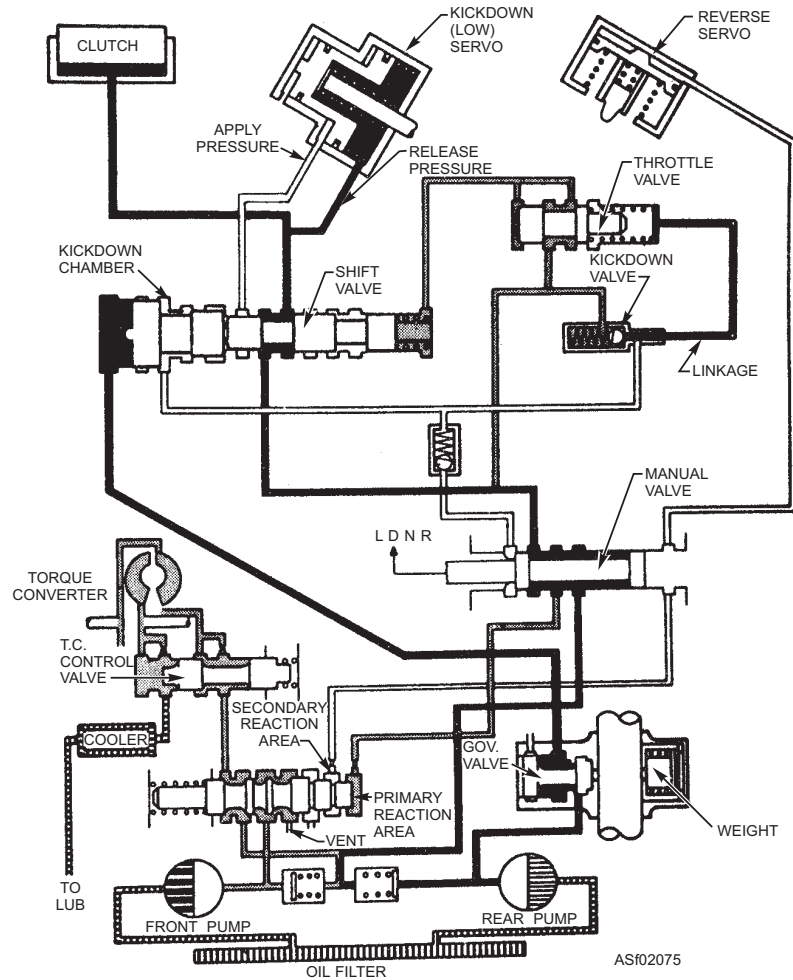 CLUTCH
KICKDOWN
(LOW)
SERVO
REVERSE
SERVO
APPLY
PRESSURE
RELEASE
PRESSURE
THROTTLE
VALVE
KICKDOWN
CHAMBER
SHIFT
VALVE
KICKDOWN
VALVE
LINKAGE
MANUAL
VALVE
L D N R
TORQUE
CONVERTER
T.C.
CONTROL
VALVE
SECONDARY
REACTION
AREA
COOLER
GOV.
VALVE
PRIMARY
REACTION
AREA
WEIGHT
VENT
TO
LUB
FRONT PUMP
REAR PUMP
OIL FILTER
ASf02075